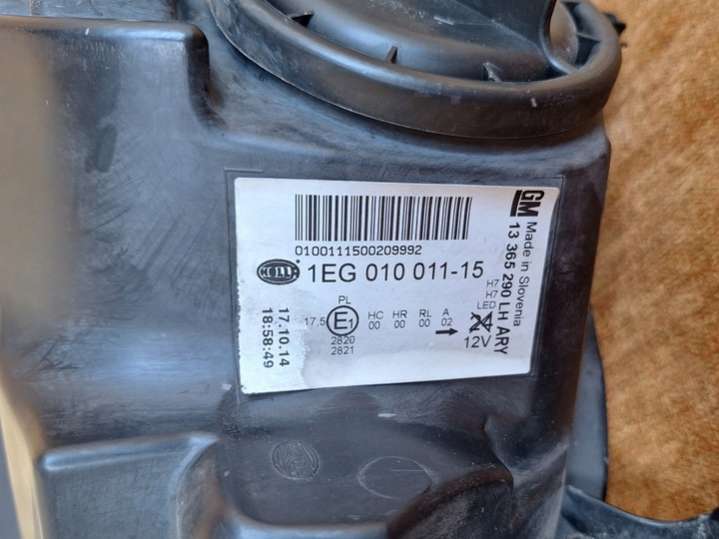 0100111500209992
HELLA
1EG 010 011-15
PL
17.5 E1 HC HR RL A
00 00 00 02
2820
2821
H7
H7
LED
12V
17.10.14
18:58:49
GM
Made in Slovenia
13 365 290 LH ARY